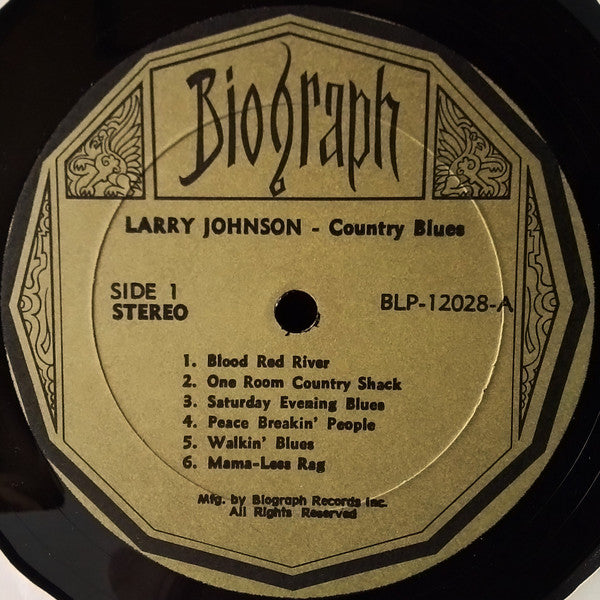 Biograph
LARRY JOHNSON - Country Blues
SIDE 1
STEREO
BLP-12028-A
1. Blood Red River
2. One Room Country Shack
3. Saturday Evening Blues
4. Peace Breakin' People
5. Walkin' Blues
6. Mama-Less Rag
Mfg. by Biograph Records Inc.
All Rights Reserved